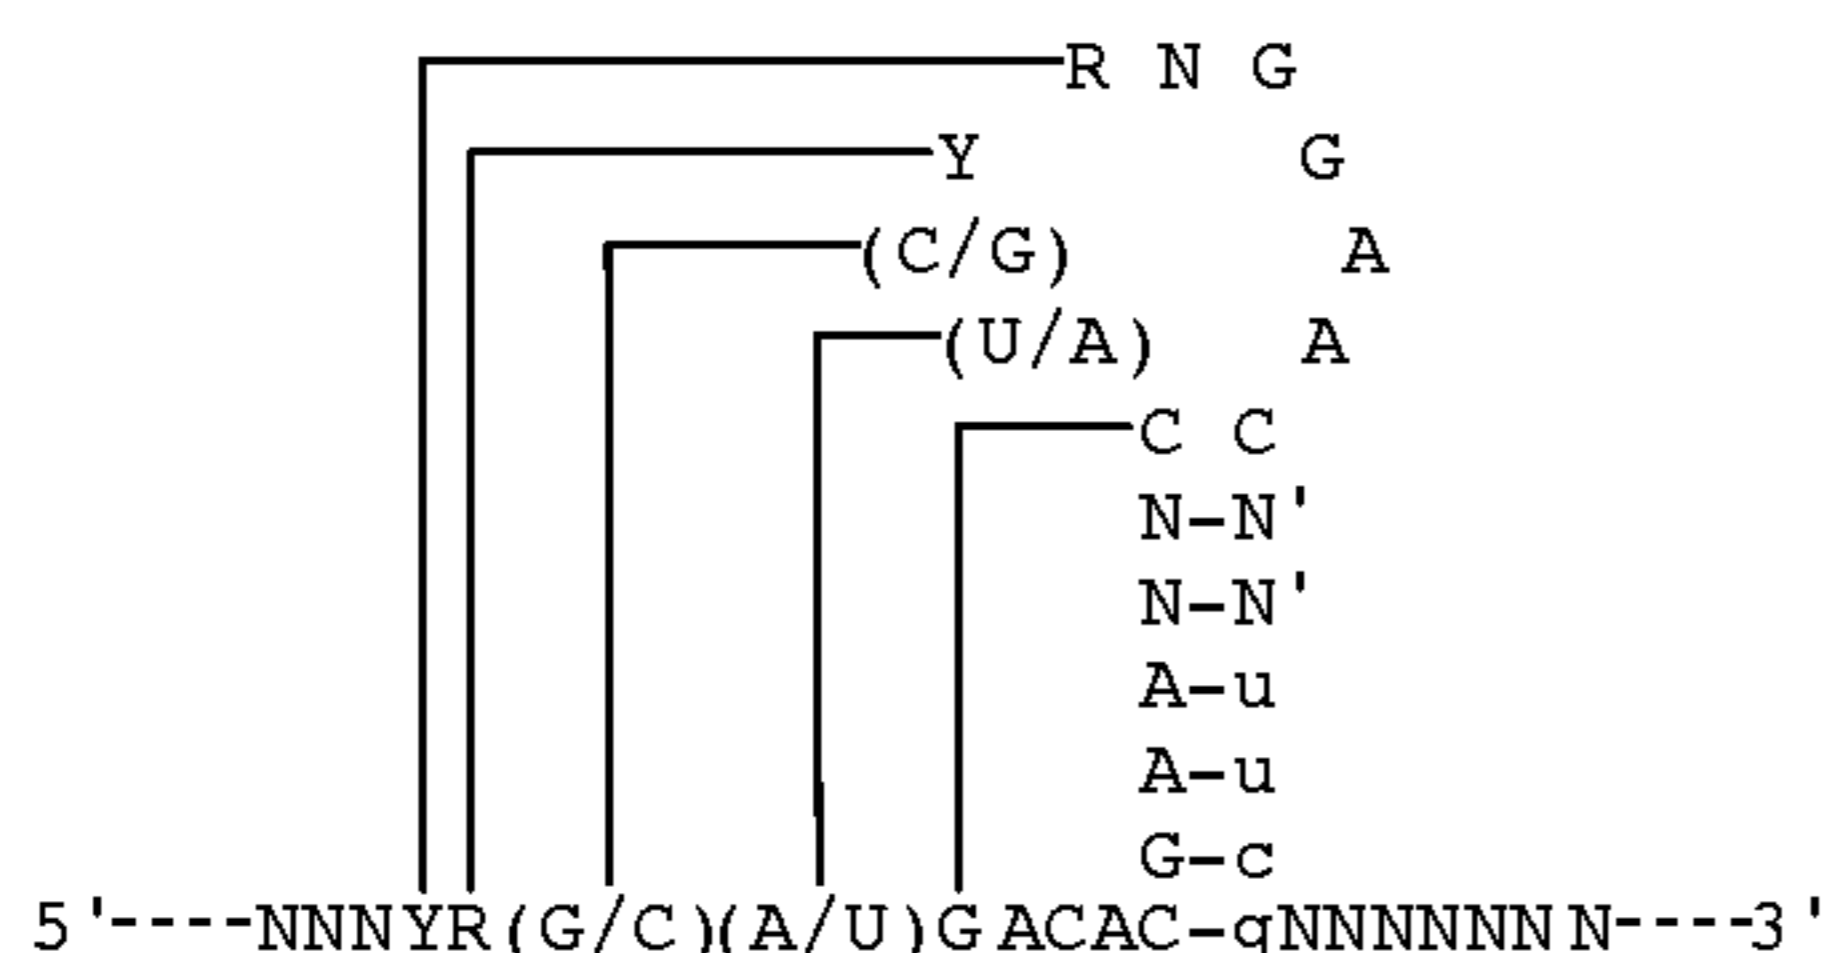 R N G
Y G
(C/G) A
(U/A) A
C C
N-N'
N-N'
A-u
A-u
G-c
5'----NNNYR(G/C)(A/U)GACAC-gNNNNNNN----3'